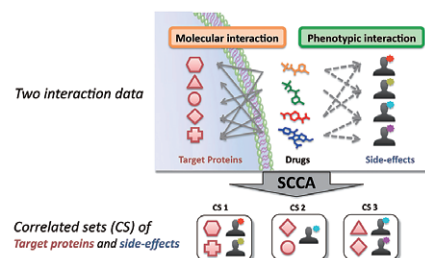 Molecular interaction
Phenotypic interaction
Two interaction data
Target Proteins
Drugs
Side-effects
SCCA
CS 1
CS 2
CS 3
Correlated sets (CS) of
Target proteins and side-effects